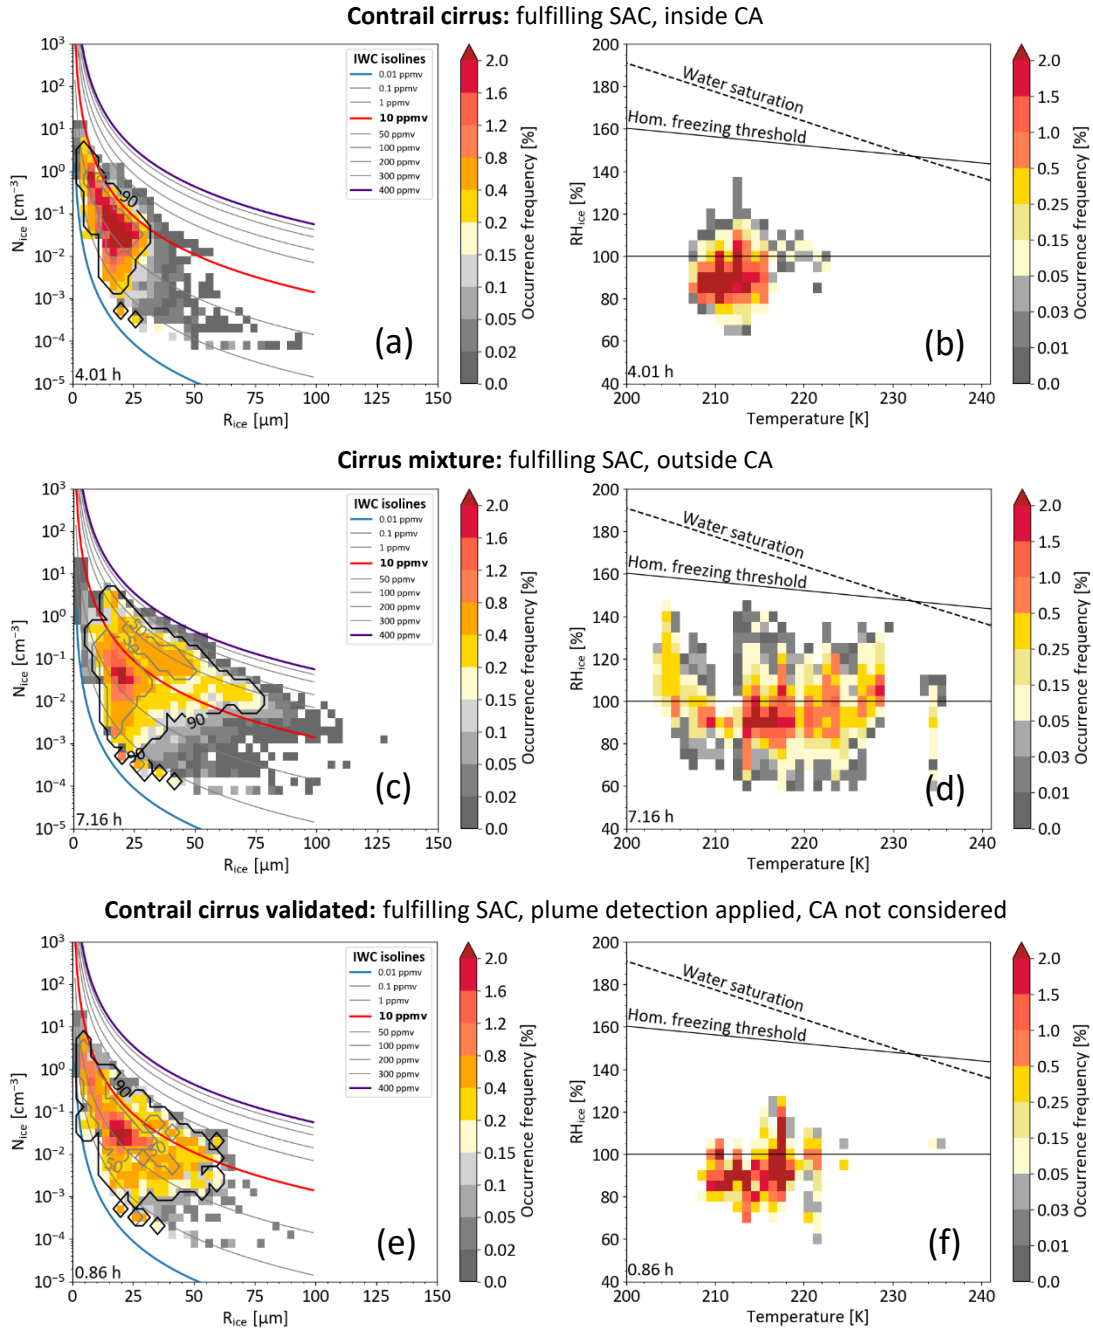 Contrail cirrus: fulfilling SAC, inside CA
10³
10²
10¹
10⁰
10⁻¹
10⁻²
10⁻³
10⁻⁴
10⁻⁵
N_ice [cm⁻³]
IWC isolines
0.01 ppmv
0.1 ppmv
1 ppmv
10 ppmv
50 ppmv
100 ppmv
200 ppmv
300 ppmv
400 ppmv
90
(a)
4.01 h
0 25 50 75 100 150
R_ice [µm]
2.0
1.6
1.2
0.8
0.4
0.2
0.15
0.1
0.05
0.02
0.0
Occurrence frequency [%]
200
180
160
140
120
100
80
60
40
RH_ice [%]
Water saturation
Hom. freezing threshold
(b)
4.01 h
200 210 220 230 240
Temperature [K]
2.0
1.5
1.0
0.5
0.25
0.15
0.05
0.03
0.01
0.0
Occurrence frequency [%]
Cirrus mixture: fulfilling SAC, outside CA
10³
10²
10¹
10⁰
10⁻¹
10⁻²
10⁻³
10⁻⁴
10⁻⁵
N_ice [cm⁻³]
IWC isolines
0.01 ppmv
0.1 ppmv
1 ppmv
10 ppmv
50 ppmv
100 ppmv
200 ppmv
300 ppmv
400 ppmv
50
50
90
90
(c)
7.16 h
0 25 50 75 100 150
R_ice [µm]
2.0
1.6
1.2
0.8
0.4
0.2
0.15
0.1
0.05
0.02
0.0
Occurrence frequency [%]
200
180
160
140
120
100
80
60
40
RH_ice [%]
Water saturation
Hom. freezing threshold
(d)
7.16 h
200 210 220 230 240
Temperature [K]
2.0
1.5
1.0
0.5
0.25
0.15
0.05
0.03
0.01
0.0
Occurrence frequency [%]
Contrail cirrus validated: fulfilling SAC, plume detection applied, CA not considered
10³
10²
10¹
10⁰
10⁻¹
10⁻²
10⁻³
10⁻⁴
10⁻⁵
N_ice [cm⁻³]
IWC isolines
0.01 ppmv
0.1 ppmv
1 ppmv
10 ppmv
50 ppmv
100 ppmv
200 ppmv
300 ppmv
400 ppmv
90
50
50
(e)
0.86 h
0 25 50 75 100 150
R_ice [µm]
2.0
1.6
1.2
0.8
0.4
0.2
0.15
0.1
0.05
0.02
0.0
Occurrence frequency [%]
200
180
160
140
120
100
80
60
40
RH_ice [%]
Water saturation
Hom. freezing threshold
(f)
0.86 h
200 210 220 230 240
Temperature [K]
2.0
1.5
1.0
0.5
0.25
0.15
0.05
0.03
0.01
0.0
Occurrence frequency [%]